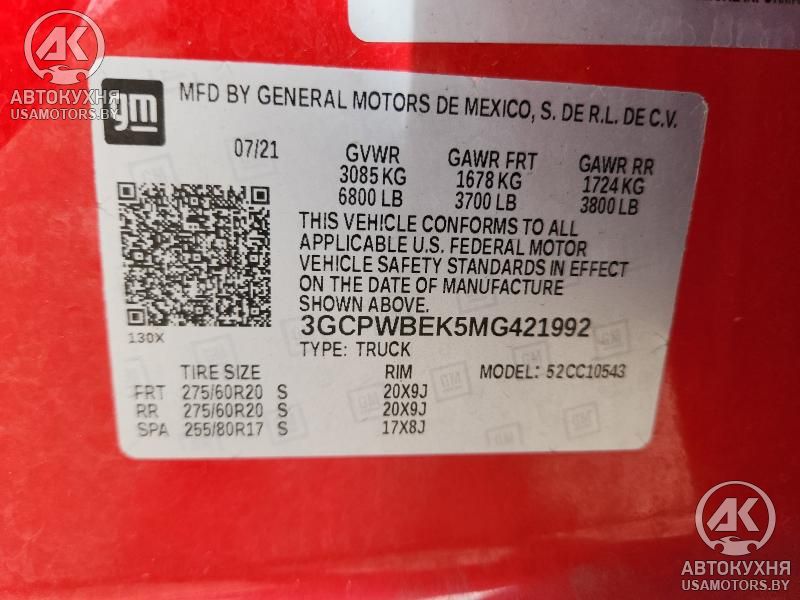 AK
АВТОКУХНЯ
USAMOTORS.BY
gm
MFD BY GENERAL MOTORS DE MEXICO, S. DE R.L. DE C.V.
07/21 GVWR GAWR FRT GAWR RR
3085 KG 1678 KG 1724 KG
6800 LB 3700 LB 3800 LB
THIS VEHICLE CONFORMS TO ALL
APPLICABLE U.S. FEDERAL MOTOR
VEHICLE SAFETY STANDARDS IN EFFECT
ON THE DATE OF MANUFACTURE
SHOWN ABOVE.
130X 3GCPWBEK5MG421992
TYPE: TRUCK
TIRE SIZE RIM MODEL: 52CC10543
FRT 275/60R20 S 20X9J
RR 275/60R20 S 20X9J
SPA 255/80R17 S 17X8J
AK
АВТОКУХНЯ
USAMOTORS.BY